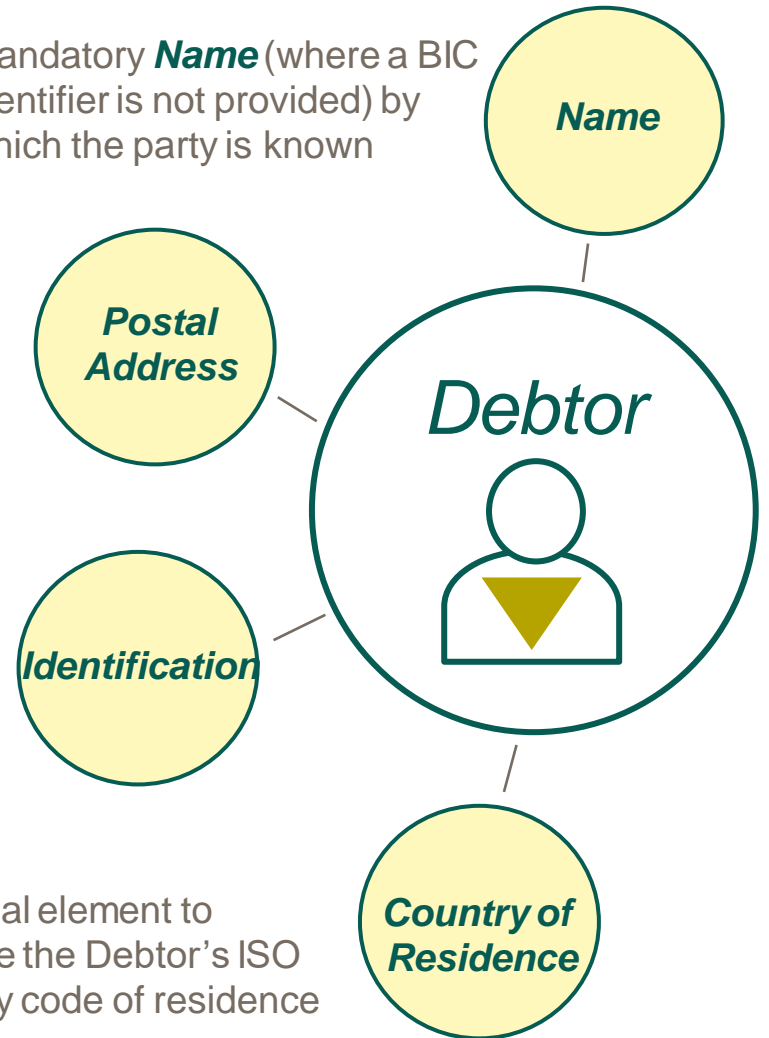 andatory Name (where a BIC
entifier is not provided) by
hich the party is known
Name
Postal
Address
Debtor
Identification
al element to
e the Debtor's ISO
y code of residence
Country of
Residence